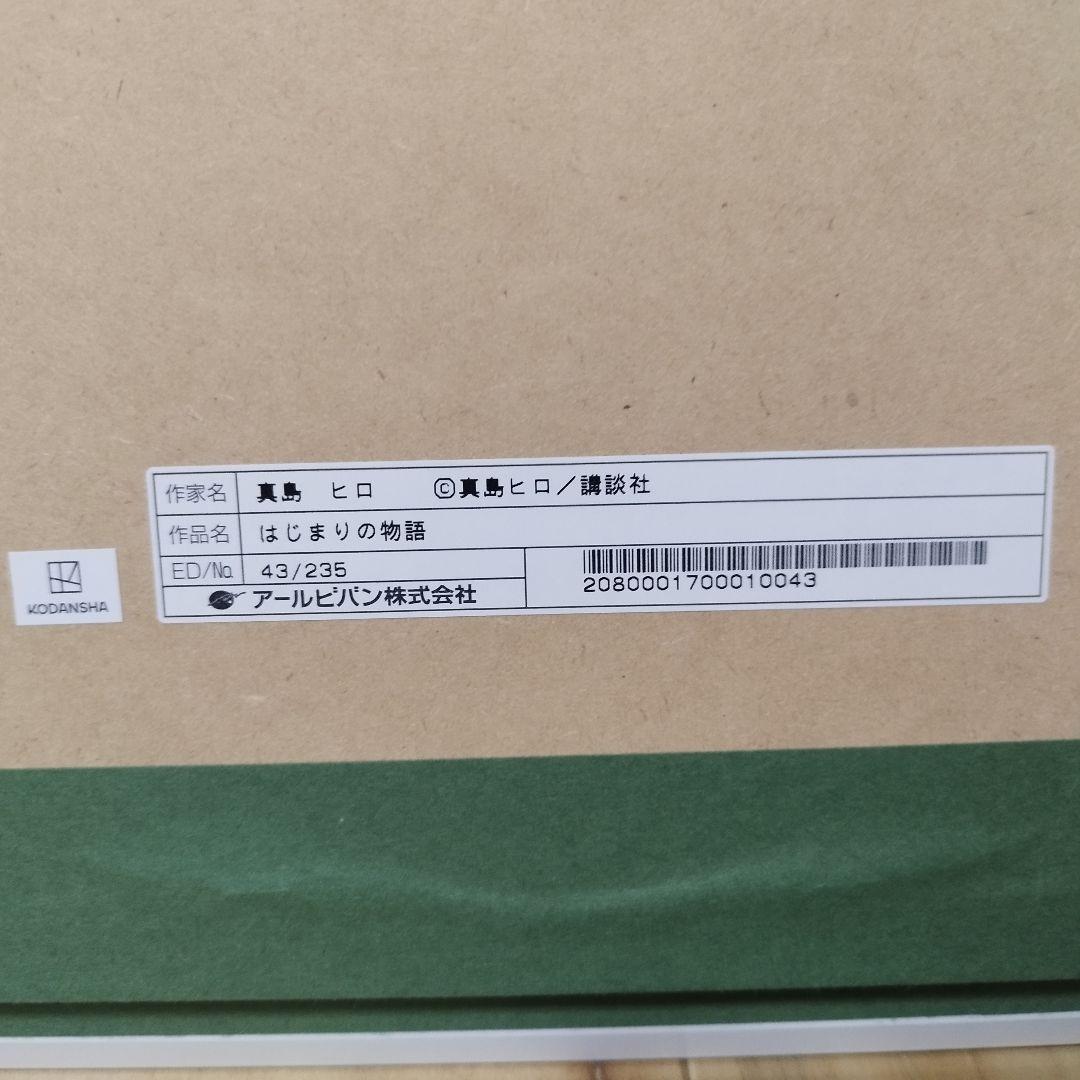 作家名 真島 ヒロ ©真島ヒロ/講談社
作品名 はじまりの物語
ED/No. 43/235
2080001700010043
アールビバン株式会社
KODANSHA